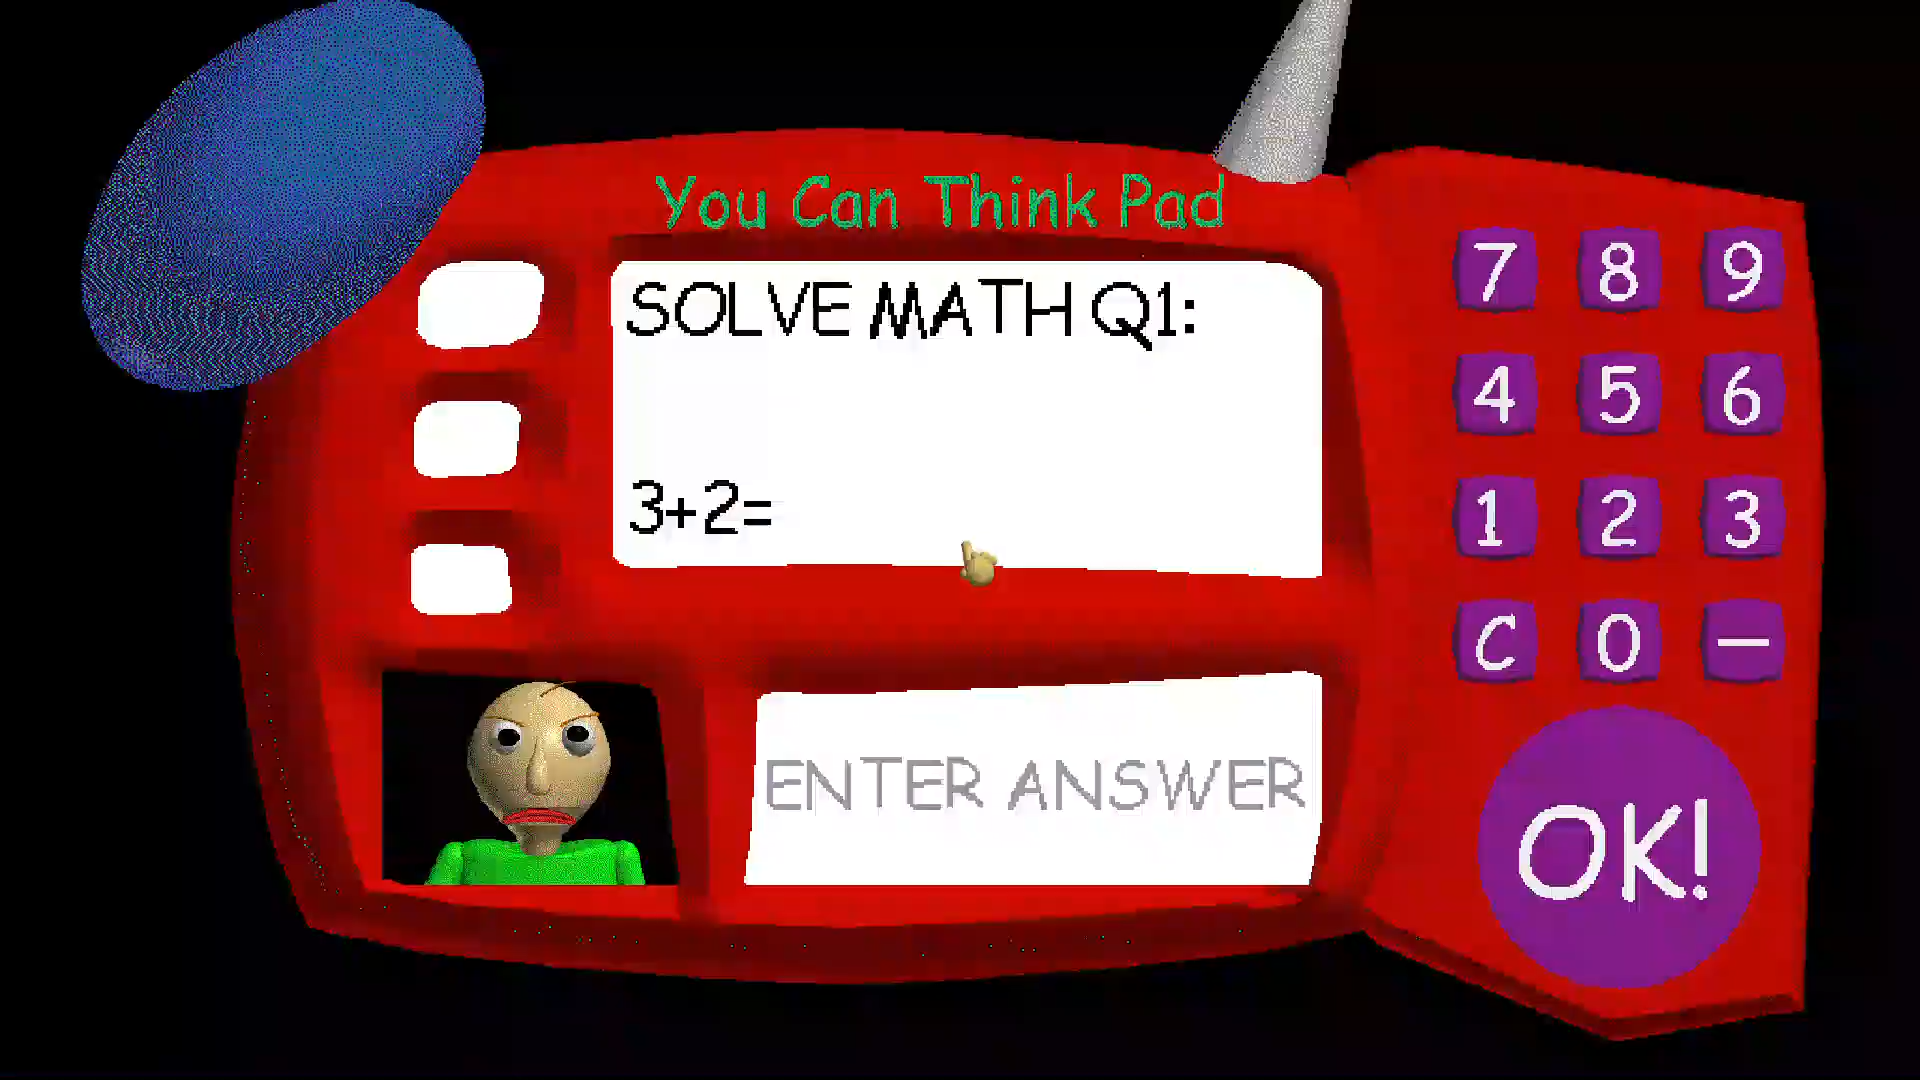 You Can Think Pad
SOLVE MATH Q1:
3+2=
ENTER ANSWER
7 8 9
4 5 6
1 2 3
C 0 —
OK!